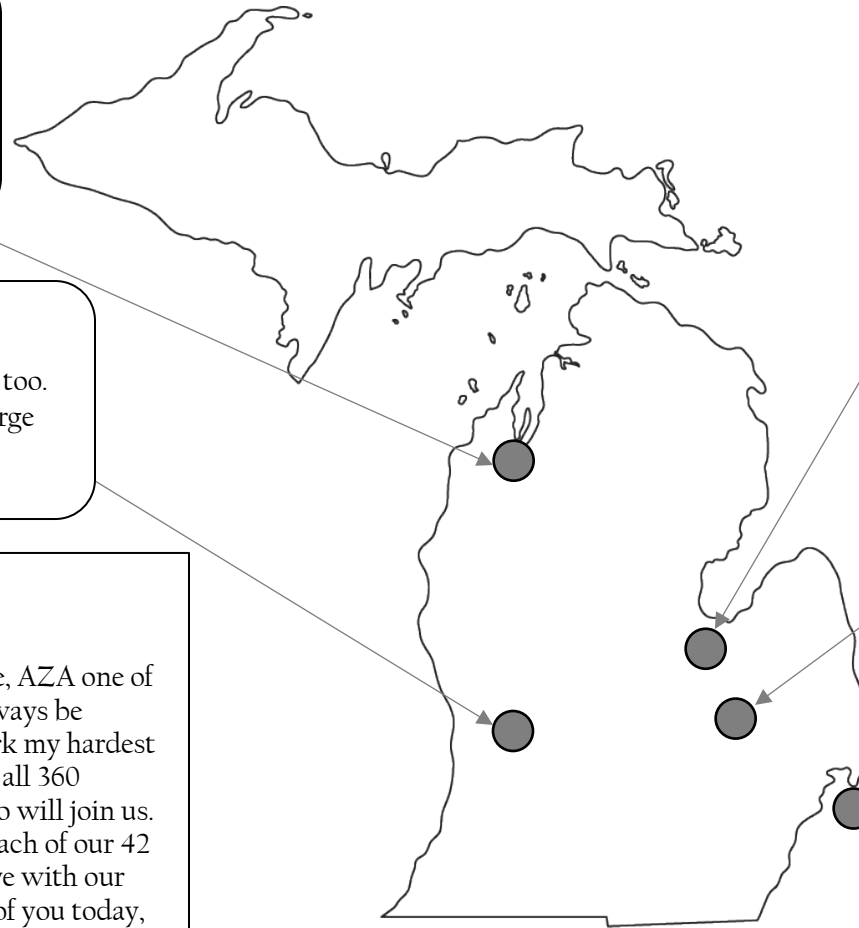 too.
rge
e, AZA one of
ways be
rk my hardest
all 360
o will join us.
ach of our 42
ve with our
of you today,